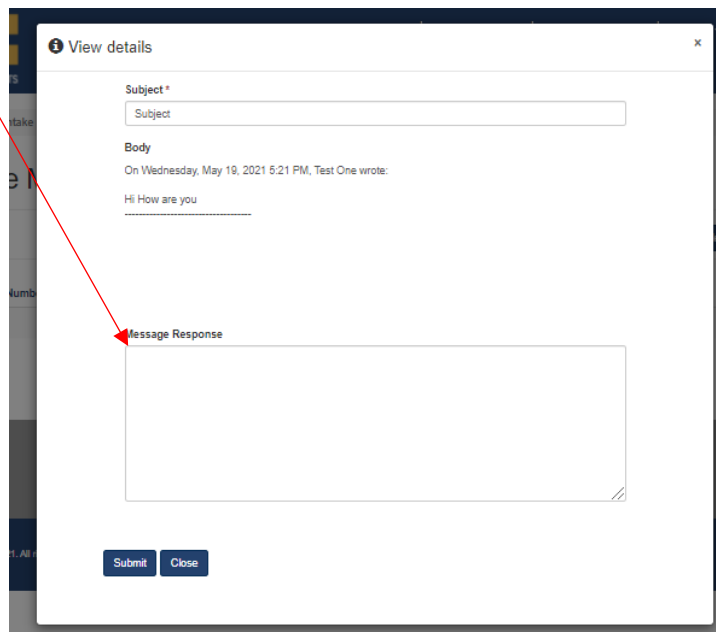 View details
×
Subject *
Subject
Body
On Wednesday, May 19, 2021 5:21 PM, Test One wrote:
Hi How are you
------------------------------------
Message Response
Submit
Close